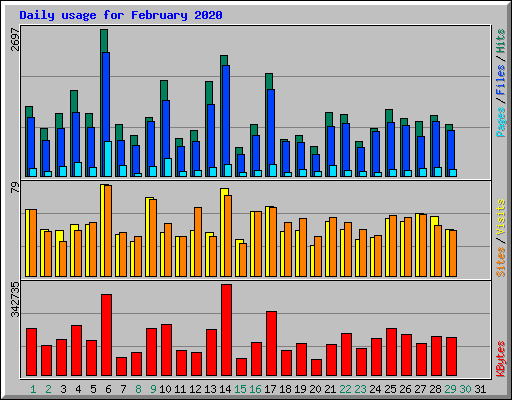 Daily usage for February 2020
2697
Pages / Files / Hits
79
Sites / Visits
342735
KBytes
1 2 3 4 5 6 7 8 9 10 11 12 13 14 15 16 17 18 19 20 21 22 23 24 25 26 27 28 29 30 31